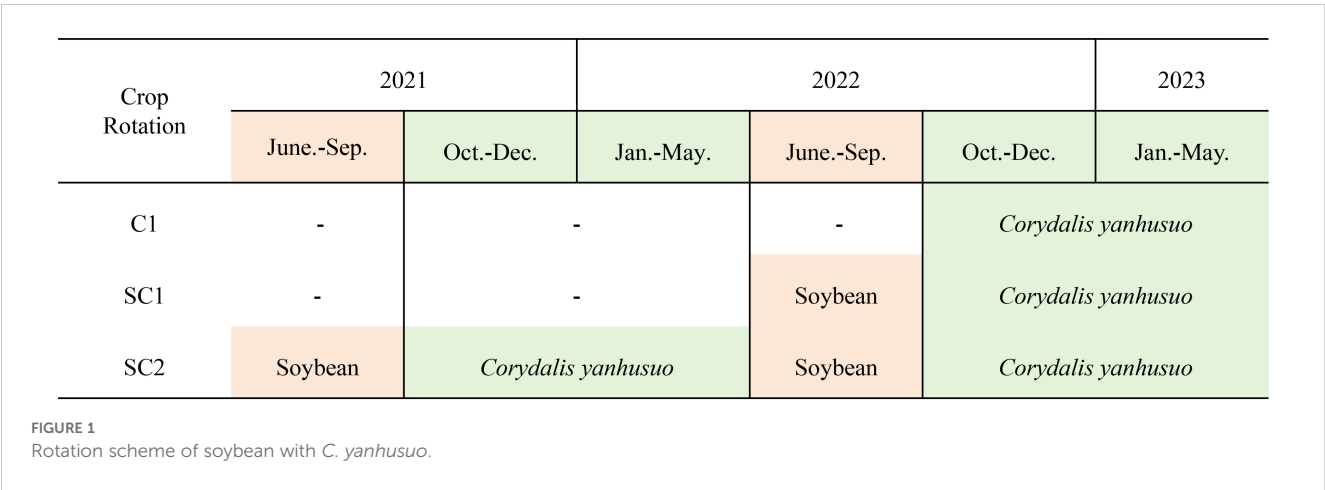 2021 2022 2023
Crop
Rotation
June.-Sep. Oct.-Dec. Jan.-May. June.-Sep. Oct.-Dec. Jan.-May.
C1 - - - Corydalis yanhusuo
SC1 - - Soybean Corydalis yanhusuo
SC2 Soybean Corydalis yanhusuo Soybean Corydalis yanhusuo
FIGURE 1
Rotation scheme of soybean with C. yanhusuo.